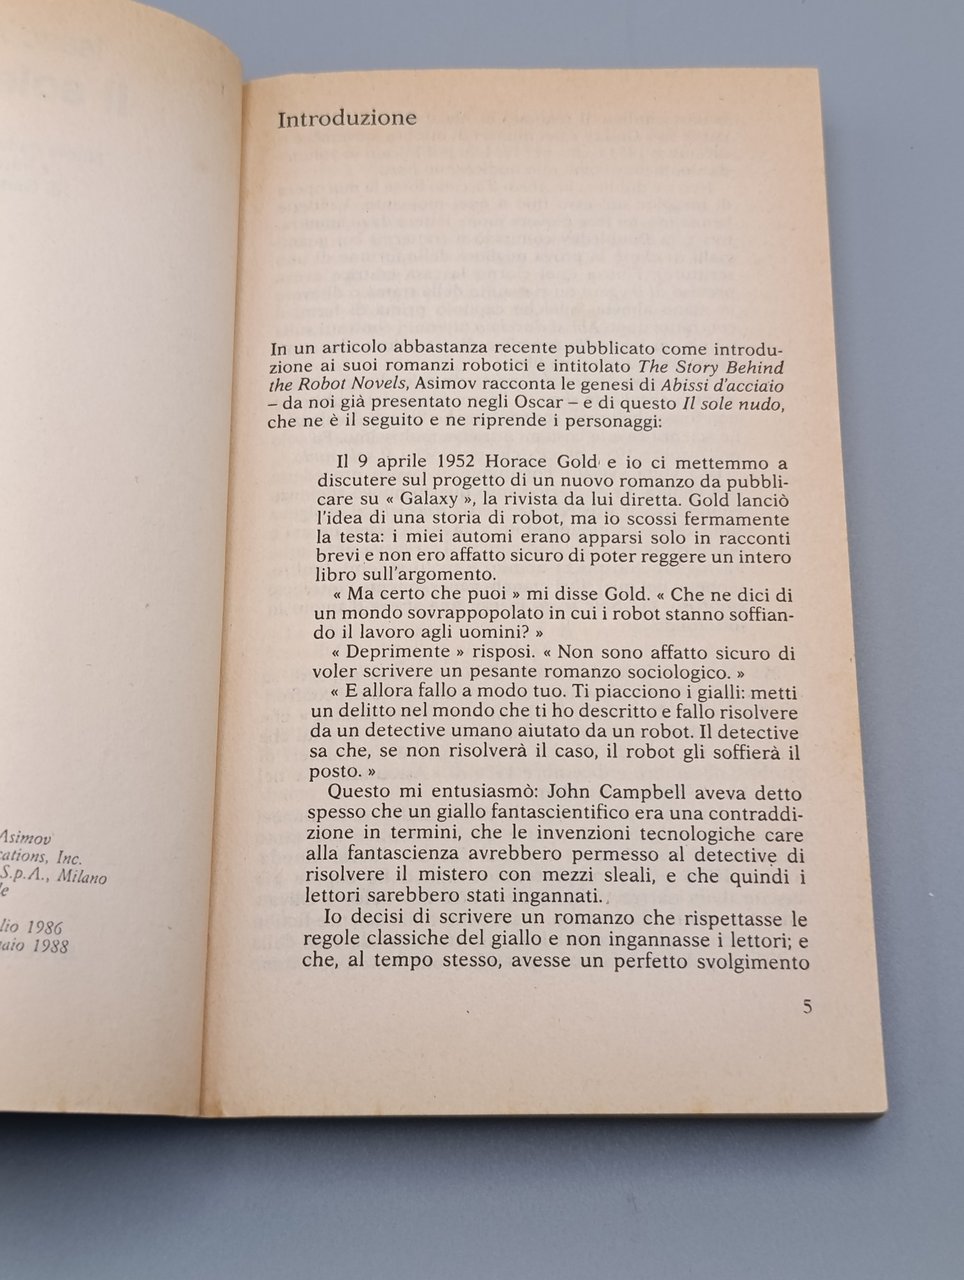 Asimov
cations, Inc.
S.p.A., Milano
le
lio 1986
aio 1988
Introduzione
In un articolo abbastanza recente pubblicato come introdu-
zione ai suoi romanzi robotici e intitolato The Story Behind
the Robot Novels, Asimov racconta le genesi di Abissi d'acciaio
– da noi già presentato negli Oscar – e di questo Il sole nudo,
che ne è il seguito e ne riprende i personaggi:
Il 9 aprile 1952 Horace Gold e io ci mettemmo a
discutere sul progetto di un nuovo romanzo da pubbli-
care su « Galaxy », la rivista da lui diretta. Gold lanciò
l'idea di una storia di robot, ma io scossi fermamente
la testa: i miei automi erano apparsi solo in racconti
brevi e non ero affatto sicuro di poter reggere un intero
libro sull'argomento.
« Ma certo che puoi » mi disse Gold. « Che ne dici di
un mondo sovrappopolato in cui i robot stanno soffian-
do il lavoro agli uomini? »
« Deprimente » risposi. « Non sono affatto sicuro di
voler scrivere un pesante romanzo sociologico. »
« E allora fallo a modo tuo. Ti piacciono i gialli: metti
un delitto nel mondo che ti ho descritto e fallo risolvere
da un detective umano aiutato da un robot. Il detective
sa che, se non risolverà il caso, il robot gli soffierà il
posto. »
Questo mi entusiasmò: John Campbell aveva detto
spesso che un giallo fantascientifico era una contraddi-
zione in termini, che le invenzioni tecnologiche care
alla fantascienza avrebbero permesso al detective di
risolvere il mistero con mezzi sleali, e che quindi i
lettori sarebbero stati ingannati.
Io decisi di scrivere un romanzo che rispettasse le
regole classiche del giallo e non ingannasse i lettori; e
che, al tempo stesso, avesse un perfetto svolgimento
5